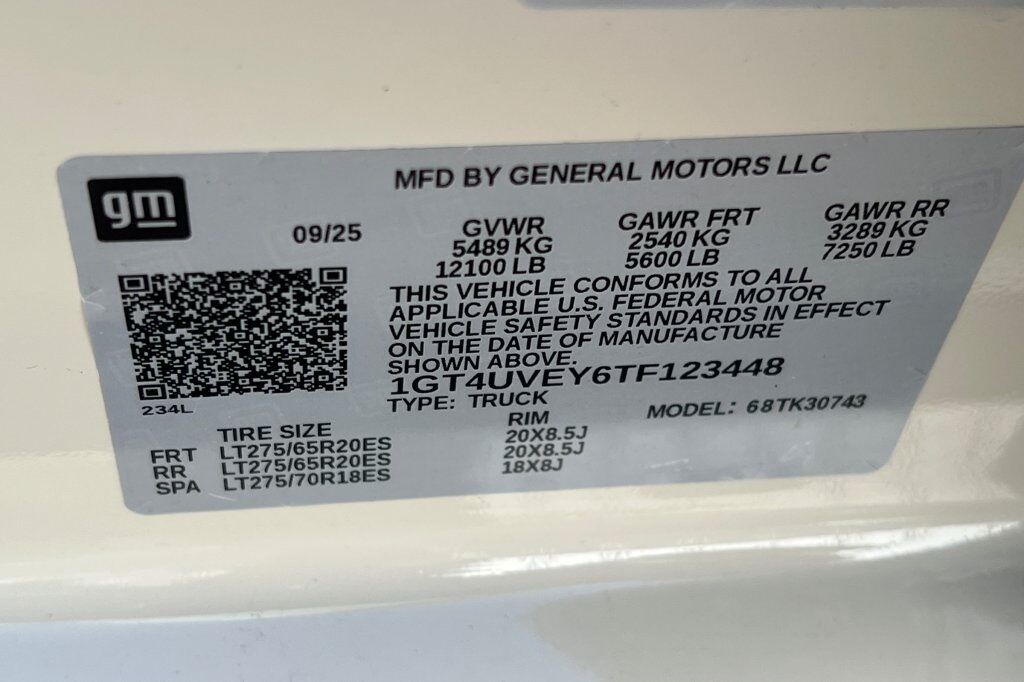 gm
MFD BY GENERAL MOTORS LLC
09/25
GVWR
5489 KG
12100 LB
GAWR FRT
2540 KG
5600 LB
GAWR RR
3289 KG
7250 LB
THIS VEHICLE CONFORMS TO ALL
APPLICABLE U.S. FEDERAL MOTOR
VEHICLE SAFETY STANDARDS IN EFFECT
ON THE DATE OF MANUFACTURE
SHOWN ABOVE.
1GT4UVEY6TF123448
TYPE: TRUCK
MODEL: 68TK30743
234L
TIRE SIZE RIM
FRT LT275/65R20ES 20X8.5J
RR LT275/65R20ES 20X8.5J
SPA LT275/70R18ES 18X8J